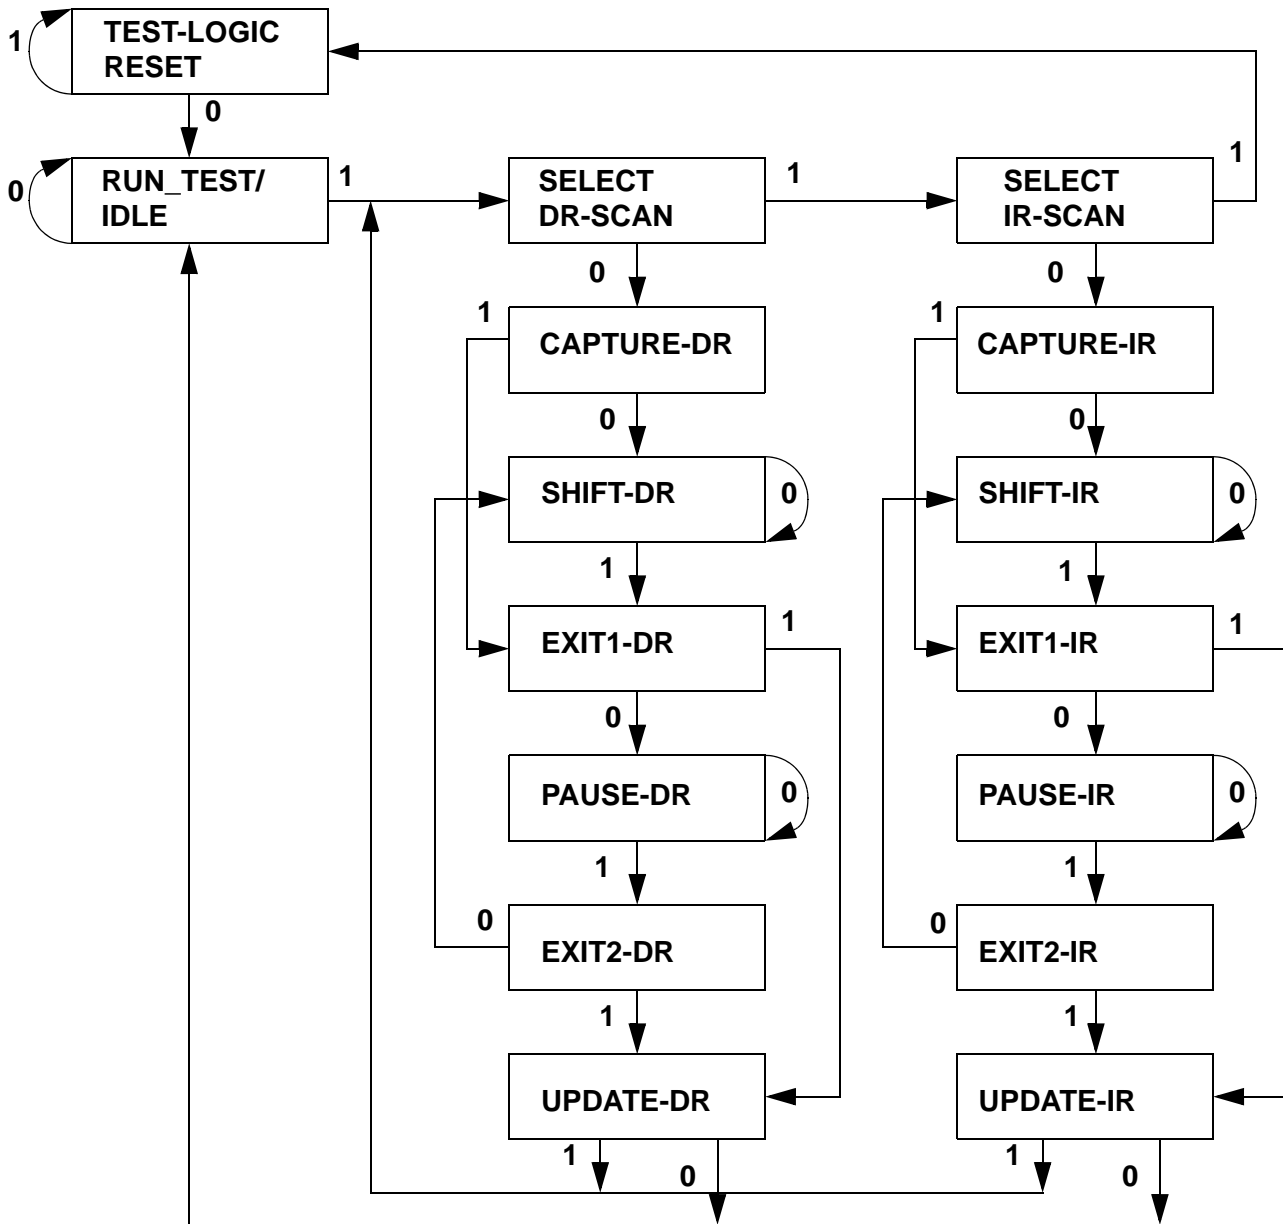 1
TEST-LOGIC
RESET
0
0
RUN_TEST/
IDLE
1
SELECT
DR-SCAN
1
SELECT
IR-SCAN
1
0
0
1
CAPTURE-DR
1
CAPTURE-IR
0
0
SHIFT-DR
0
SHIFT-IR
0
1
1
EXIT1-DR
1
EXIT1-IR
1
0
0
PAUSE-DR
0
PAUSE-IR
0
1
1
0
EXIT2-DR
0
EXIT2-IR
1
1
UPDATE-DR
UPDATE-IR
1
0
1
0